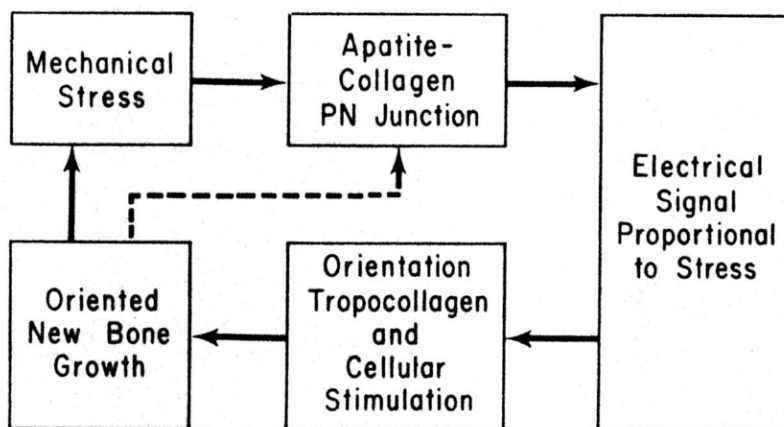 Mechanical
Stress
Apatite-
Collagen
PN Junction
Electrical
Signal
Proportional
to Stress
Oriented
New Bone
Growth
Orientation
Tropocollagen
and
Cellular
Stimulation